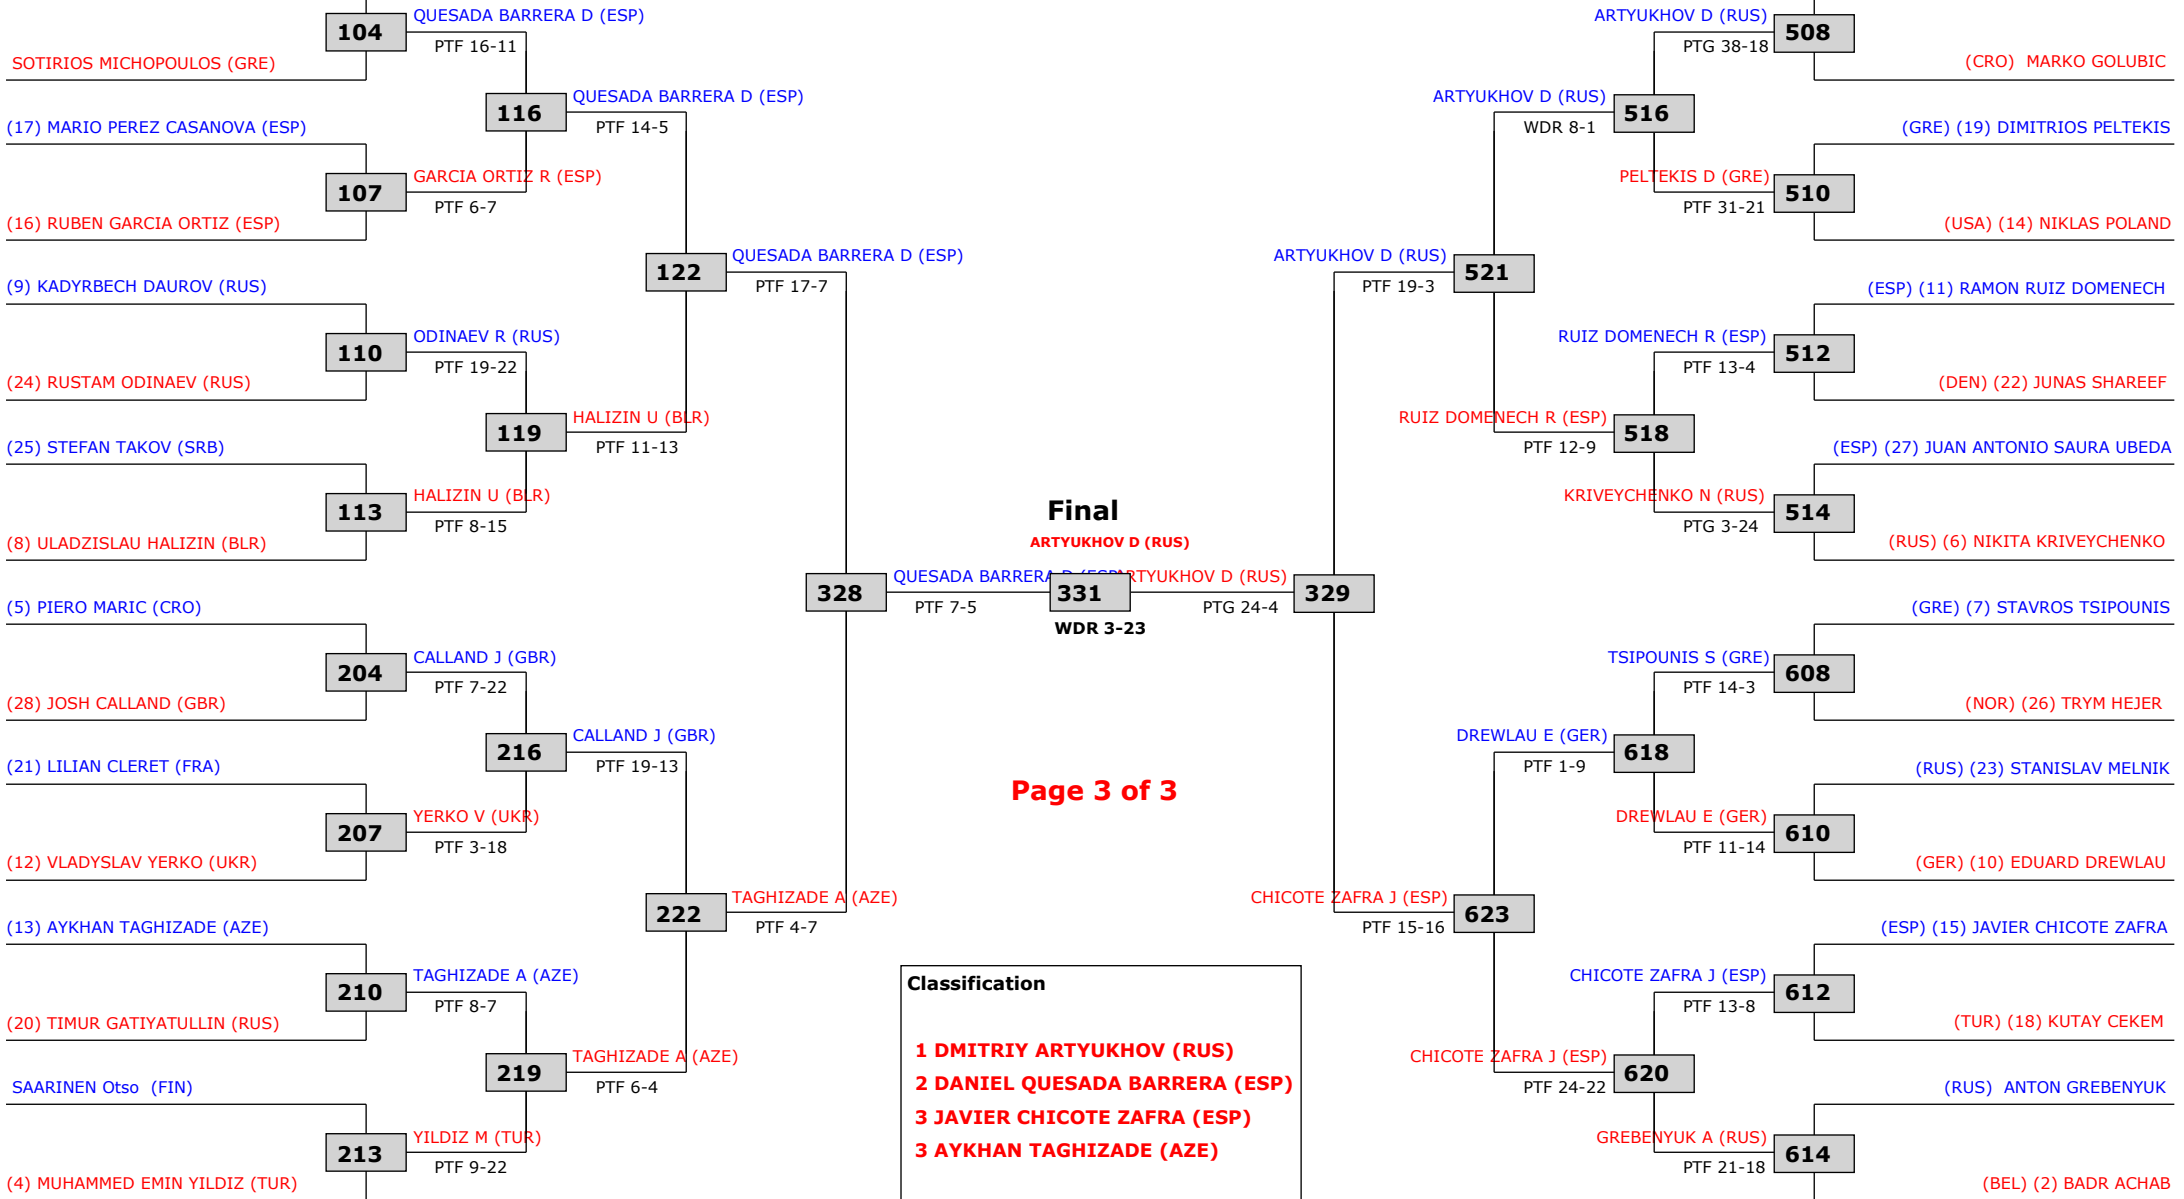 104
QUESADA BARRERA D (ESP)
PTF 16-11
SOTIRIOS MICHOPOULOS (GRE)
116
QUESADA BARRERA D (ESP)
PTF 14-5
(17) MARIO PEREZ CASANOVA (ESP)
107
GARCIA ORTIZ R (ESP)
PTF 6-7
(16) RUBEN GARCIA ORTIZ (ESP)
122
QUESADA BARRERA D (ESP)
PTF 17-7
(9) KADYRBECH DAUROV (RUS)
110
ODINAEV R (RUS)
PTF 19-22
(24) RUSTAM ODINAEV (RUS)
119
HALIZIN U (BLR)
PTF 11-13
(25) STEFAN TAKOV (SRB)
113
HALIZIN U (BLR)
PTF 8-15
(8) ULADZISLAU HALIZIN (BLR)
328
QUESADA BARRERA D (ESP)
PTF 7-5
(5) PIERO MARIC (CRO)
204
CALLAND J (GBR)
PTF 7-22
(28) JOSH CALLAND (GBR)
216
CALLAND J (GBR)
PTF 19-13
(21) LILIAN CLERET (FRA)
207
YERKO V (UKR)
PTF 3-18
(12) VLADYSLAV YERKO (UKR)
222
TAGHIZADE A (AZE)
PTF 4-7
(13) AYKHAN TAGHIZADE (AZE)
210
TAGHIZADE A (AZE)
PTF 8-7
(20) TIMUR GATIYATULLIN (RUS)
219
TAGHIZADE A (AZE)
PTF 6-4
SAARINEN Otso (FIN)
213
YILDIZ M (TUR)
PTF 9-22
(4) MUHAMMED EMIN YILDIZ (TUR)
Final
ARTYUKHOV D (RUS)
331
WDR 3-23
Page 3 of 3
Classification
1 DMITRIY ARTYUKHOV (RUS)
2 DANIEL QUESADA BARRERA (ESP)
3 JAVIER CHICOTE ZAFRA (ESP)
3 AYKHAN TAGHIZADE (AZE)
ARTYUKHOV D (RUS)
PTG 38-18
508
(CRO) MARKO GOLUBIC
ARTYUKHOV D (RUS)
WDR 8-1
516
(GRE) (19) DIMITRIOS PELTEKIS
PELTEKIS D (GRE)
PTF 31-21
510
(USA) (14) NIKLAS POLAND
ARTYUKHOV D (RUS)
PTF 19-3
521
(ESP) (11) RAMON RUIZ DOMENECH
RUIZ DOMENECH R (ESP)
PTF 13-4
512
(DEN) (22) JUNAS SHAREEF
RUIZ DOMENECH R (ESP)
PTF 12-9
518
(ESP) (27) JUAN ANTONIO SAURA UBEDA
KRIVEYCHENKO N (RUS)
PTG 3-24
514
(RUS) (6) NIKITA KRIVEYCHENKO
ARTYUKHOV D (RUS)
PTG 24-4
329
(GRE) (7) STAVROS TSIPOUNIS
TSIPOUNIS S (GRE)
PTF 14-3
608
(NOR) (26) TRYM HEJER
DREWLAU E (GER)
PTF 1-9
618
(RUS) (23) STANISLAV MELNIK
DREWLAU E (GER)
PTF 11-14
610
(GER) (10) EDUARD DREWLAU
CHICOTE ZAFRA J (ESP)
PTF 15-16
623
(ESP) (15) JAVIER CHICOTE ZAFRA
CHICOTE ZAFRA J (ESP)
PTF 13-8
612
(TUR) (18) KUTAY CEKEM
CHICOTE ZAFRA J (ESP)
PTF 24-22
620
(RUS) ANTON GREBENYUK
GREBENYUK A (RUS)
PTF 21-18
614
(BEL) (2) BADR ACHAB